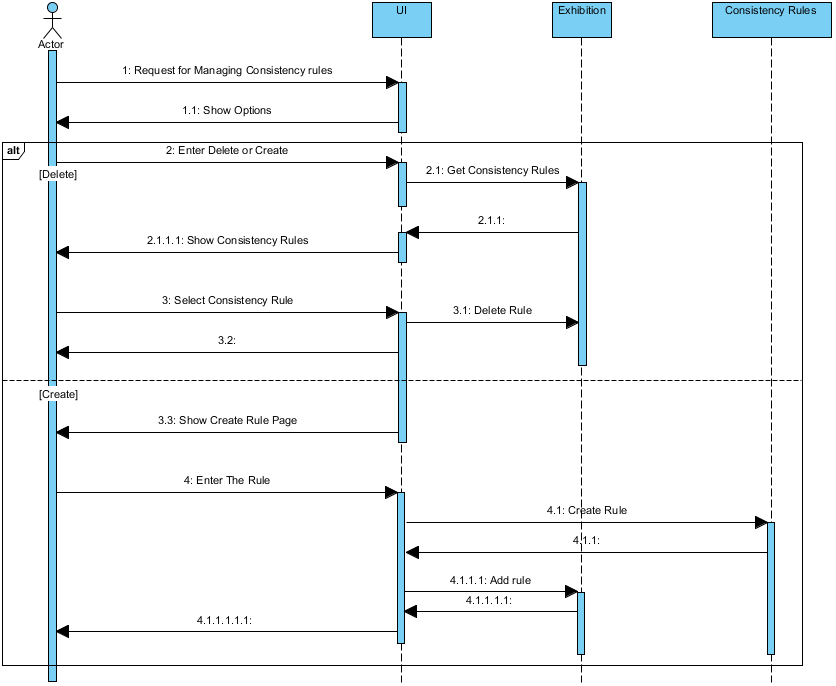 UI
Exhibition
Consistency Rules
Actor
1: Request for Managing Consistency rules
1.1: Show Options
alt
2: Enter Delete or Create
[Delete]
2.1: Get Consistency Rules
2.1.1:
2.1.1.1: Show Consistency Rules
3: Select Consistency Rule
3.1: Delete Rule
3.2:
[Create]
3.3: Show Create Rule Page
4: Enter The Rule
4.1: Create Rule
4.1.1:
4.1.1.1: Add rule
4.1.1.1.1:
4.1.1.1.1.1: